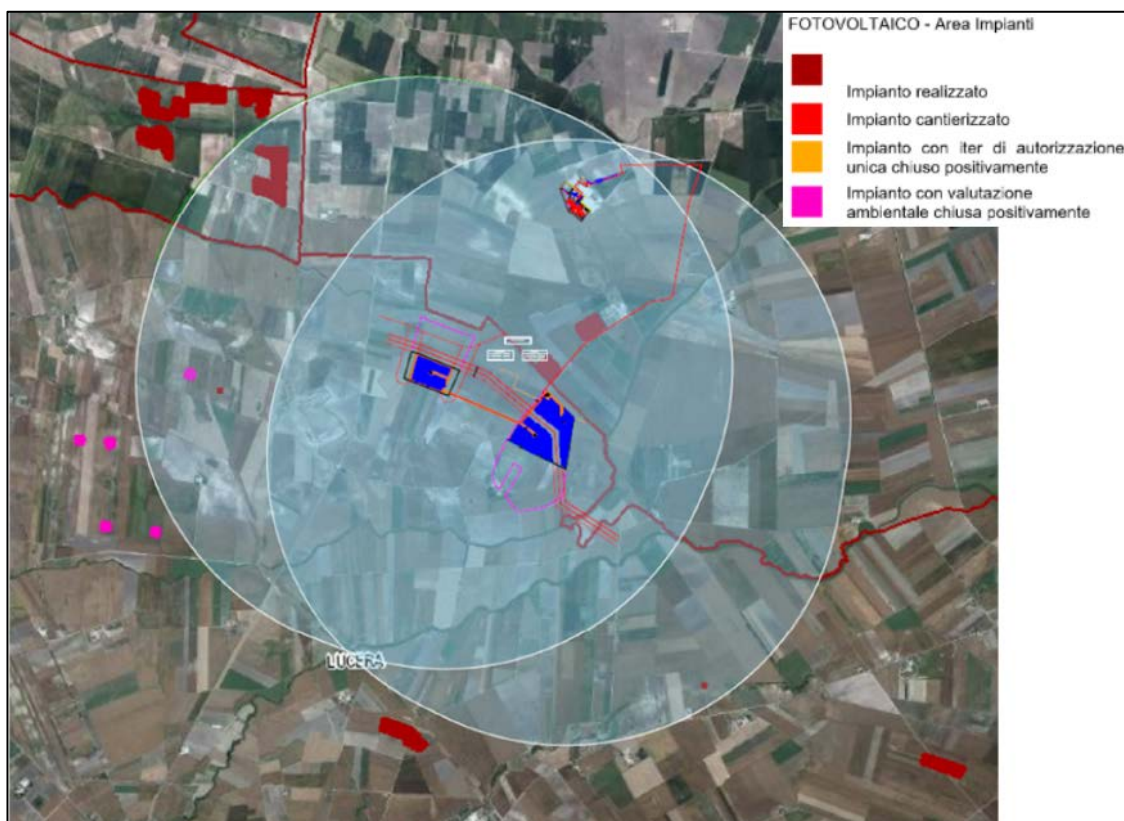 FOTOVOLTAICO - Area Impianti
Impianto realizzato
Impianto cantierizzato
Impianto con iter di autorizzazione
unica chiuso positivamente
Impianto con valutazione
ambientale chiusa positivamente
LUCERA